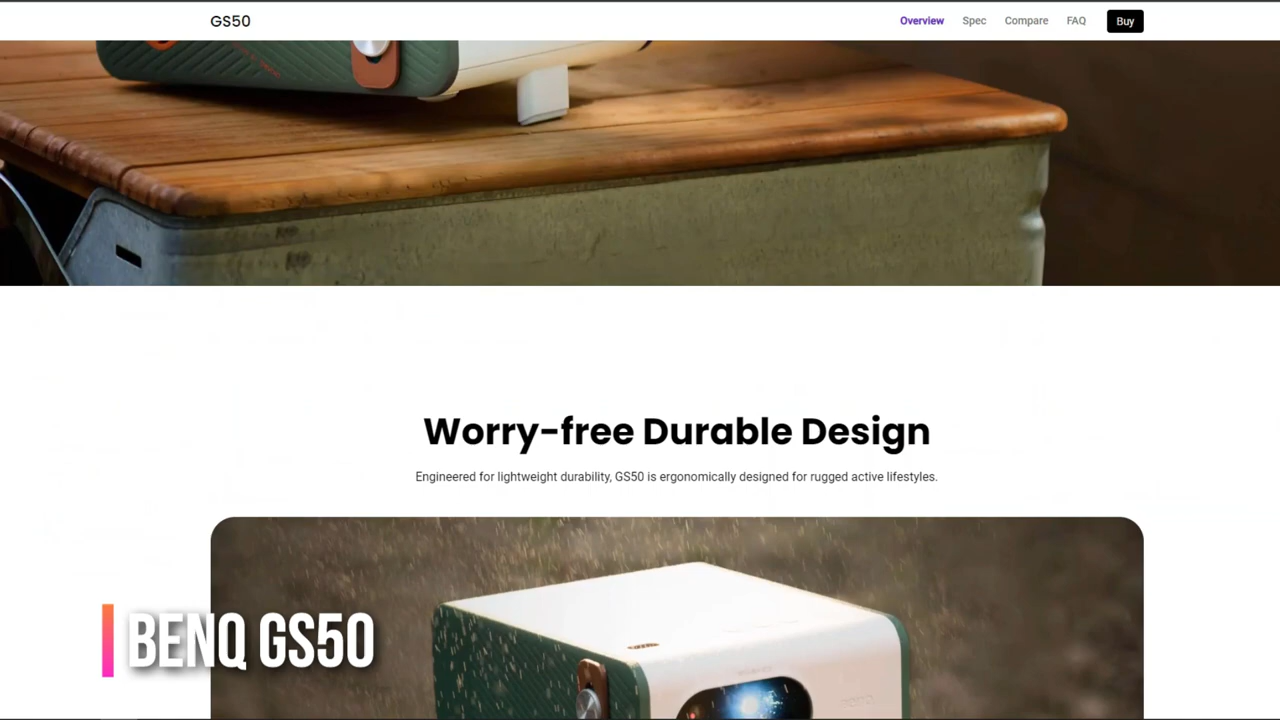 GS50
Overview Spec Compare FAQ Buy
Worry-free Durable Design
Engineered for lightweight durability, GS50 is ergonomically designed for rugged active lifestyles.
BENQ GS50